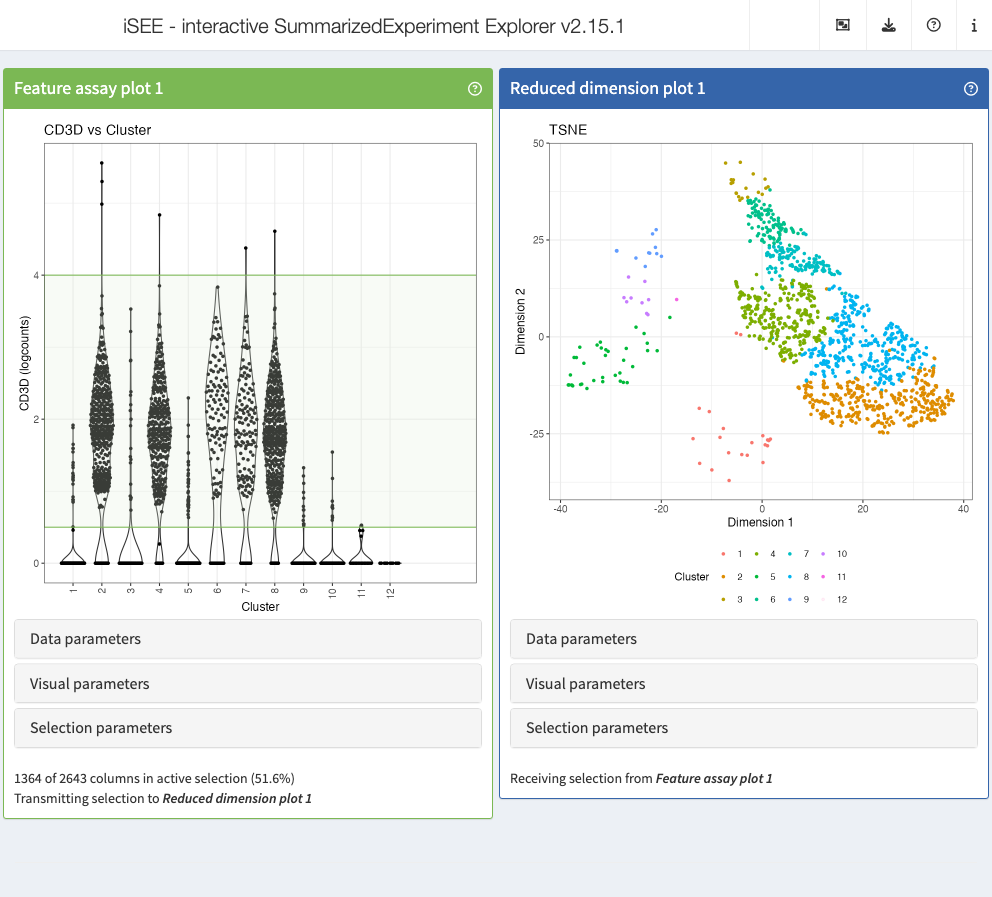 iSEE - interactive SummarizedExperiment Explorer v2.15.1
Feature assay plot 1
CD3D vs Cluster
CD3D (logcounts)
4
2
0
1 2 3 4 5 6 7 8 9 10 11 12
Cluster
Data parameters
Visual parameters
Selection parameters
1364 of 2643 columns in active selection (51.6%)
Transmitting selection to Reduced dimension plot 1
Reduced dimension plot 1
TSNE
Dimension 2
50
25
0
-25
-40 -20 0 20 40
Dimension 1
Cluster
1 4 7 10
2 5 8 11
3 6 9 12
Data parameters
Visual parameters
Selection parameters
Receiving selection from Feature assay plot 1